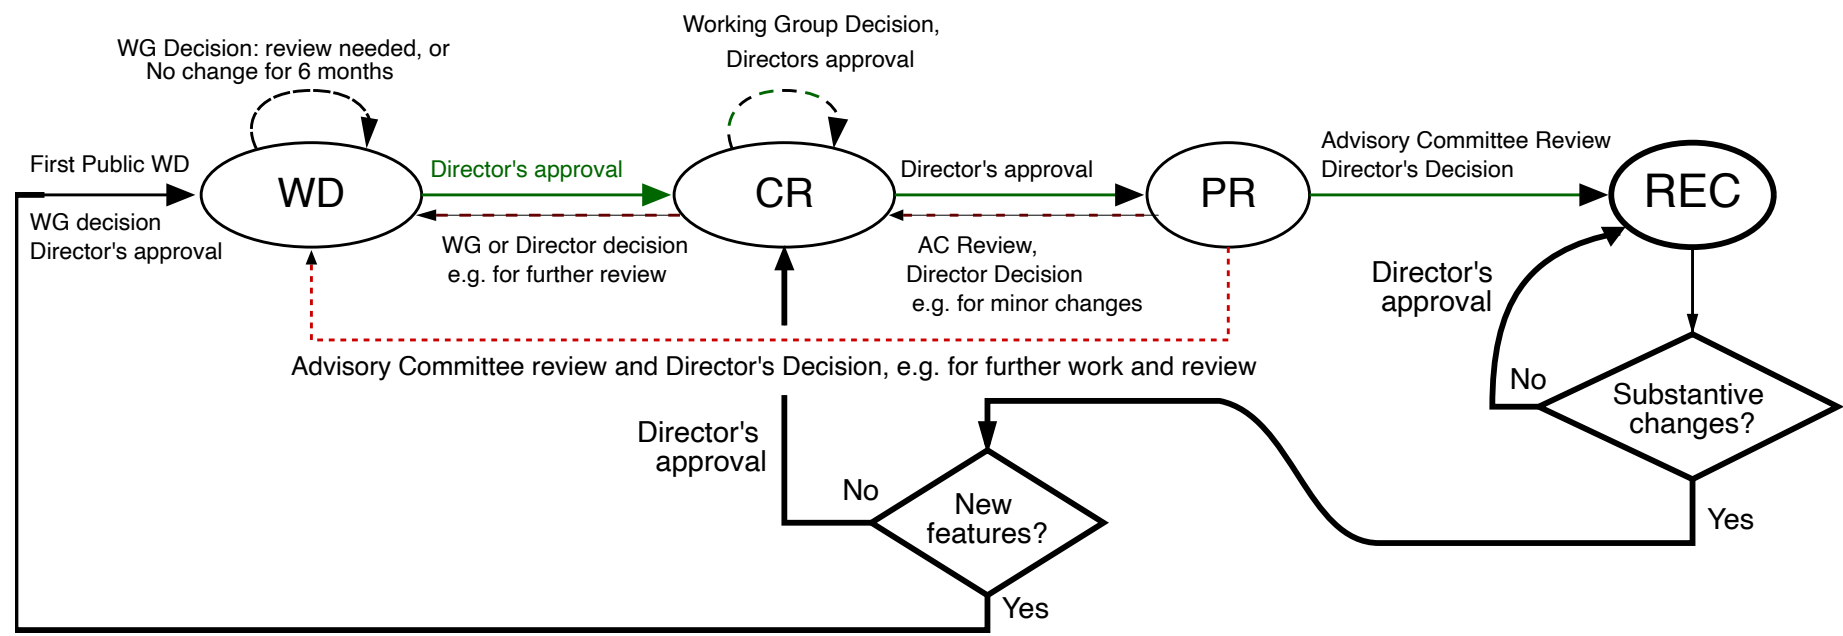 Working Group Decision,
Directors approval
WG Decision: review needed, or
No change for 6 months
First Public WD
WG decision
Director's approval
WD
Director's approval
WG or Director decision
e.g. for further review
CR
Director's approval
AC Review,
Director Decision
e.g. for minor changes
PR
Advisory Committee Review
Director's Decision
REC
Director's
approval
No
Substantive
changes?
Yes
Advisory Committee review and Director's Decision, e.g. for further work and review
Director's
approval
No
New
features?
Yes